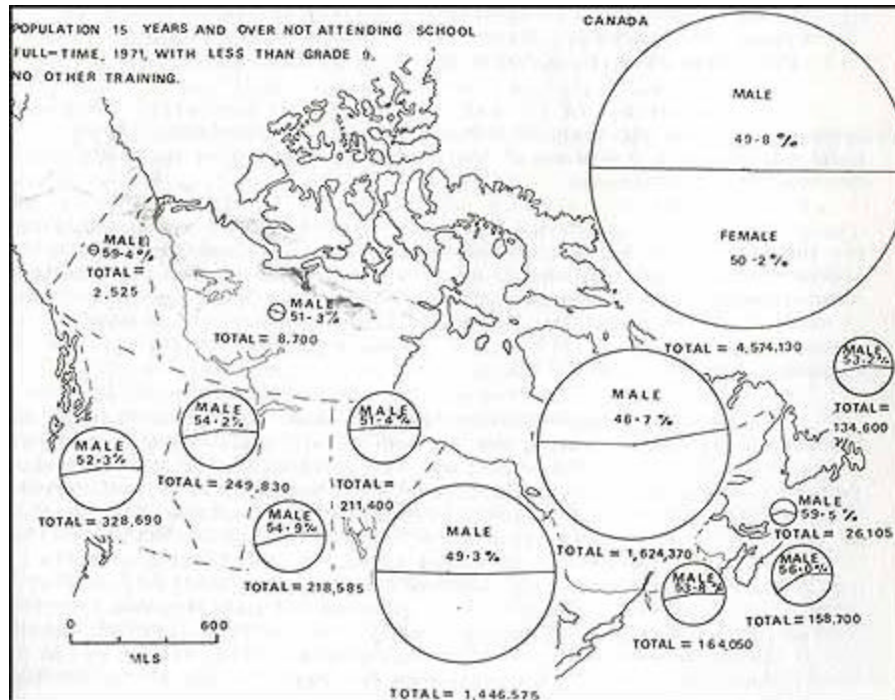 POPULATION 15 YEARS AND OVER NOT ATTENDING SCHOOL
FULL-TIME, 1971, WITH LESS THAN GRADE 9,
NO OTHER TRAINING.
CANADA
MALE
49·8 %
FEMALE
50·2 %
TOTAL = 4,574,130
MALE
59·4 %
TOTAL =
2,525
MALE
51·3 %
TOTAL = 8,700
MALE
53·2 %
TOTAL =
134,600
MALE
52·3 %
TOTAL = 328,690
MALE
54·2 %
TOTAL = 249,830
MALE
51·4 %
TOTAL =
211,400
MALE
46·7 %
TOTAL = 1,624,370
MALE
54·9 %
TOTAL = 218,585
MALE
49·3 %
TOTAL = 1,446,575
MALE
59·5 %
TOTAL = 26,105
MALE
53·8 %
TOTAL =
164,050
MALE
56·0 %
TOTAL = 158,700
0 600
MLS